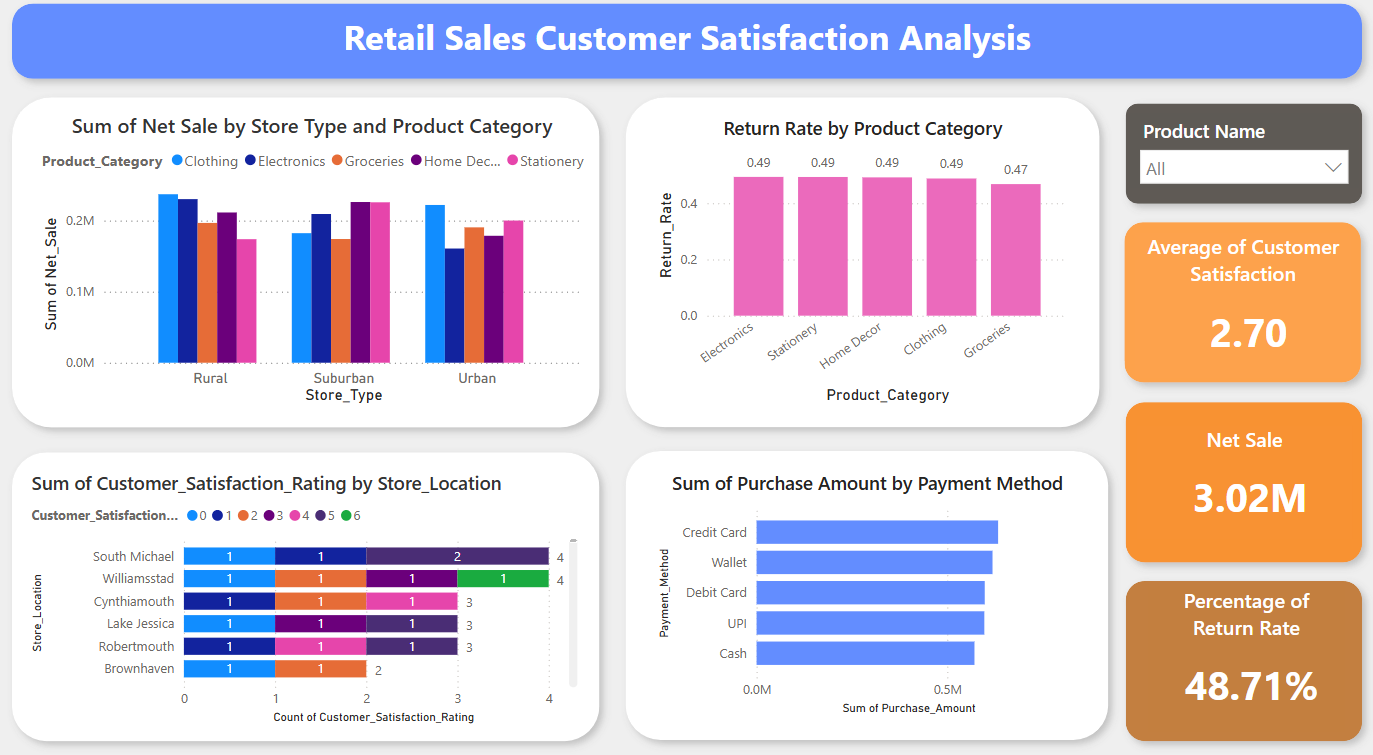 Retail Sales Customer Satisfaction Analysis
Sum of Net Sale by Store Type and Product Category
Product_Category Clothing Electronics Groceries Home Dec... Stationery
Sum of Net_Sale
0.2M
0.1M
0.0M
Rural Suburban Urban
Store_Type
Return Rate by Product Category
Return_Rate
0.49 0.49 0.49 0.49 0.47
0.4
0.2
0.0
Electronics Stationery Home Decor Clothing Groceries
Product_Category
Product Name
All
Average of Customer
Satisfaction
2.70
Net Sale
3.02M
Percentage of
Return Rate
48.71%
Sum of Customer_Satisfaction_Rating by Store_Location
Customer_Satisfaction... 0 1 2 3 4 5 6
Store_Location
South Michael 1 1 2 4
Williamsstad 1 1 1 1 4
Cynthiamouth 1 1 1 3
Lake Jessica 1 1 1 3
Robertmouth 1 1 1 3
Brownhaven 1 1 2
0 1 2 3 4
Count of Customer_Satisfaction_Rating
Sum of Purchase Amount by Payment Method
Payment_Method
Credit Card
Wallet
Debit Card
UPI
Cash
0.0M 0.5M
Sum of Purchase_Amount